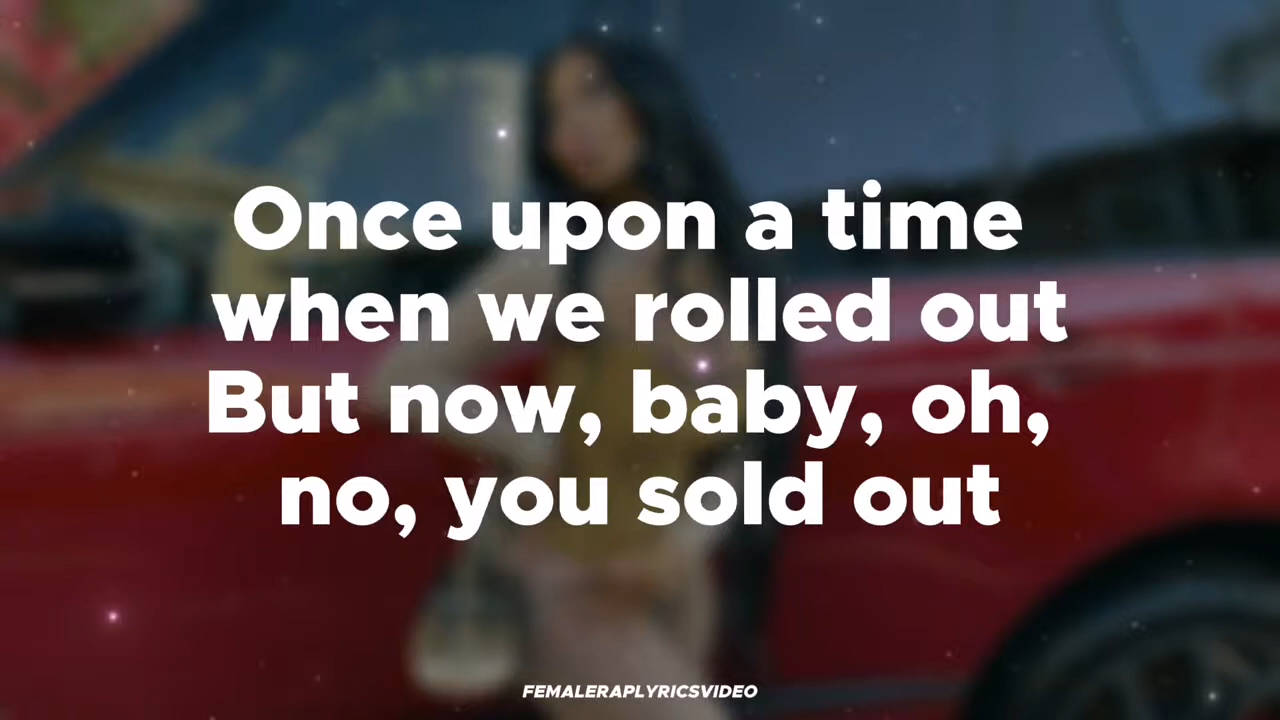 Once upon a time
when we rolled out
But now, baby, oh,
no, you sold out
FEMALERAPLYRICSVIDEO